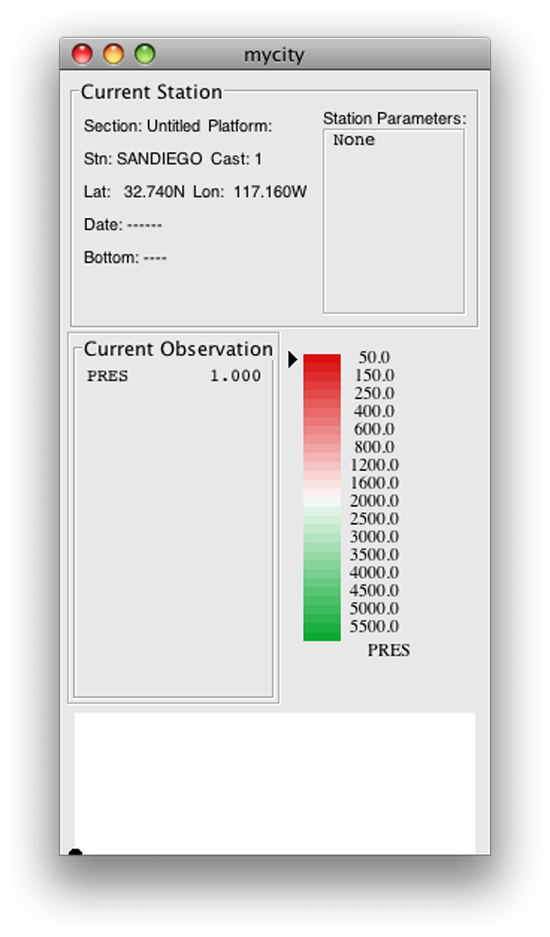 mycity
Current Station
Section: Untitled Platform:
Stn: SANDIEGO Cast: 1
Lat: 32.740N Lon: 117.160W
Date: ------
Bottom: ----
Station Parameters:
None
Current Observation
PRES 1.000
50.0
150.0
250.0
400.0
600.0
800.0
1200.0
1600.0
2000.0
2500.0
3000.0
3500.0
4000.0
4500.0
5000.0
5500.0
PRES